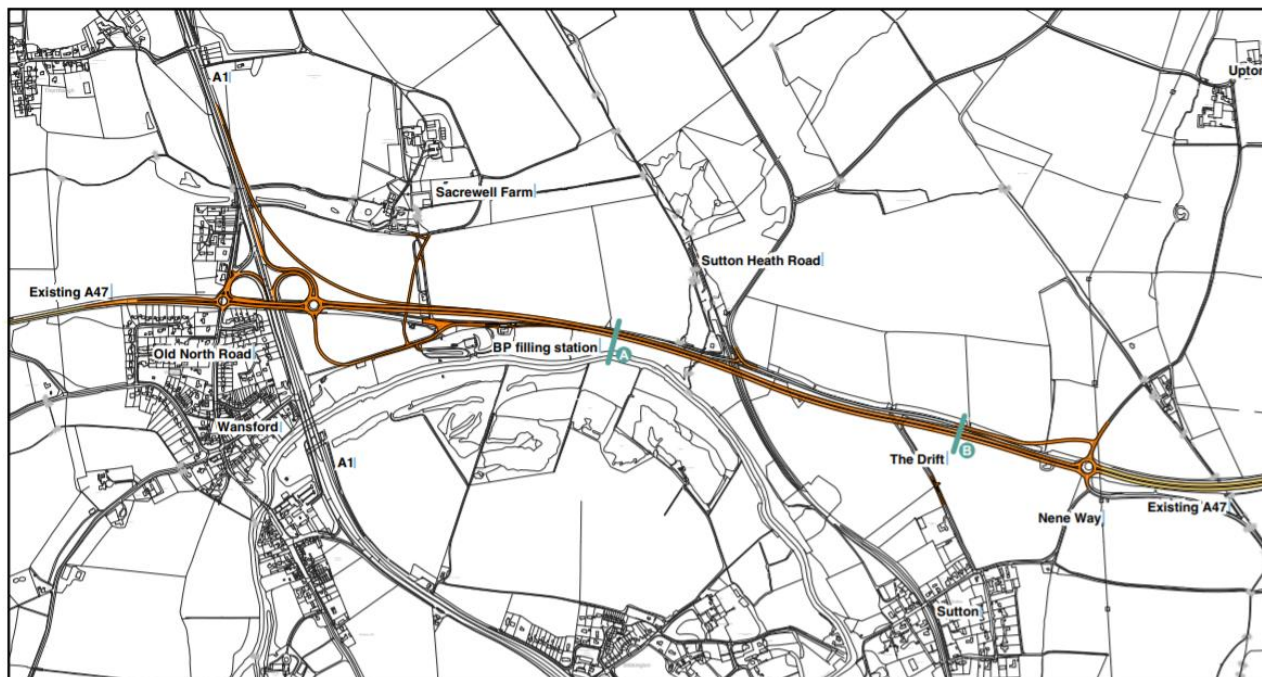 A1
Upton
Sacrewell Farm
Sutton Heath Road
Existing A47
BP filling station
A
Old North Road
Wansford
A1
The Drift
B
Nene Way
Existing A47
Sutton